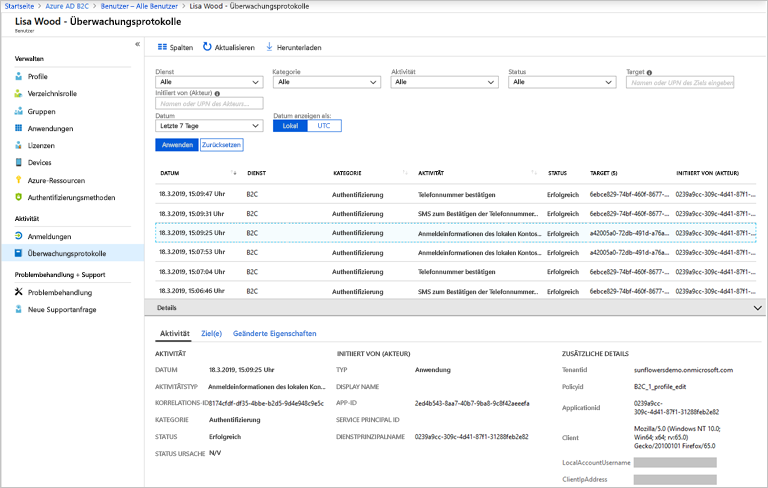 Startseite > Azure AD B2C > Benutzer – Alle Benutzer > Lisa Wood - Überwachungsprotokolle
Lisa Wood - Überwachungsprotokolle
Benutzer
«
Verwalten
Profile
Verzeichnisrolle
Gruppen
Anwendungen
Lizenzen
Devices
Azure-Ressourcen
Authentifizierungsmethoden
Aktivität
Anmeldungen
Überwachungsprotokolle
Problembehandlung + Support
Problembehandlung
Neue Supportanfrage
Spalten Aktualisieren Herunterladen
Dienst Kategorie Aktivität Status Terget
Alle Alle Alle Alle Namen oder UPN des Ziels eingeben
Initiiert von (Akteur)
Namen oder UPN des Akteurs...
Datum Datum anzeigen als:
Letzte 7 Tage Lokal UTC
Anwenden Zurücksetzen
DATUM DIENST KATEGORIE AKTIVITÄT STATUS TARGET (S) INITIIERT VON (AKTEUR)
18.3.2019, 15:09:47 Uhr B2C Authentifizierung Telefonnummer bestätigen Erfolgreich 6ebce829-74bf-460f-8677-... 0239a9cc-309c-4d41-87f1-...
18.3.2019, 15:09:31 Uhr B2C Authentifizierung SMS zum Bestätigen der Telefonnummer... Erfolgreich 6ebce829-74bf-460f-8677-... 0239a9cc-309c-4d41-87f1-...
18.3.2019, 15:09:25 Uhr B2C Authentifizierung Anmeldeinformationen des lokalen Kontos... Erfolgreich a42005a0-72db-491d-a76a... 0239a9cc-309c-4d41-87f1-...
18.3.2019, 15:07:53 Uhr B2C Authentifizierung Anmeldeinformationen des lokalen Kontos... Erfolgreich a42005a0-72db-491d-a76a... 0239a9cc-309c-4d41-87f1-...
18.3.2019, 15:07:04 Uhr B2C Authentifizierung Telefonnummer bestätigen Erfolgreich 6ebce829-74bf-460f-8677-... 0239a9cc-309c-4d41-87f1-...
18.3.2019, 15:06:46 Uhr B2C Authentifizierung SMS zum Bestätigen der Telefonnummer... Erfolgreich 6ebce829-74bf-460f-8677-... 0239a9cc-309c-4d41-87f1-...
Details
Aktivität Ziel(e) Geänderte Eigenschaften
AKTIVITÄT
DATUM 18.3.2019, 15:09:25 Uhr
AKTIVITÄTSTYP Anmeldeinformationen des lokalen Kon...
KORRELATIONS-ID 8174cfdf-df35-4bbe-b2d5-9d4e948c9e5c
KATEGORIE Authentifizierung
STATUS Erfolgreich
STATUS URSACHE N/V
INITIIERT VON (AKTEUR)
TYP Anwendung
DISPLAY NAME
APP-ID 2ed4b543-8aa7-40b7-9ba8-9c8f42aeeefa
SERVICE PRINCIPAL ID
DIENSTPRINZIPALNAME 0239a9cc-309c-4d41-87f1-31288feb2e82
ZUSÄTZLICHE DETAILS
TenantId sunflowersdemo.onmicrosoft.com
PolicyId B2C_1_profile_edit
ApplicationId 0239a9cc-
309c-4d41-87f1-31288feb2e82
Client Mozilla/5.0 (Windows NT 10.0;
Win64; x64; rv:65.0)
Gecko/20100101 Firefox/65.0
LocalAccountUsername
ClientIpAddress